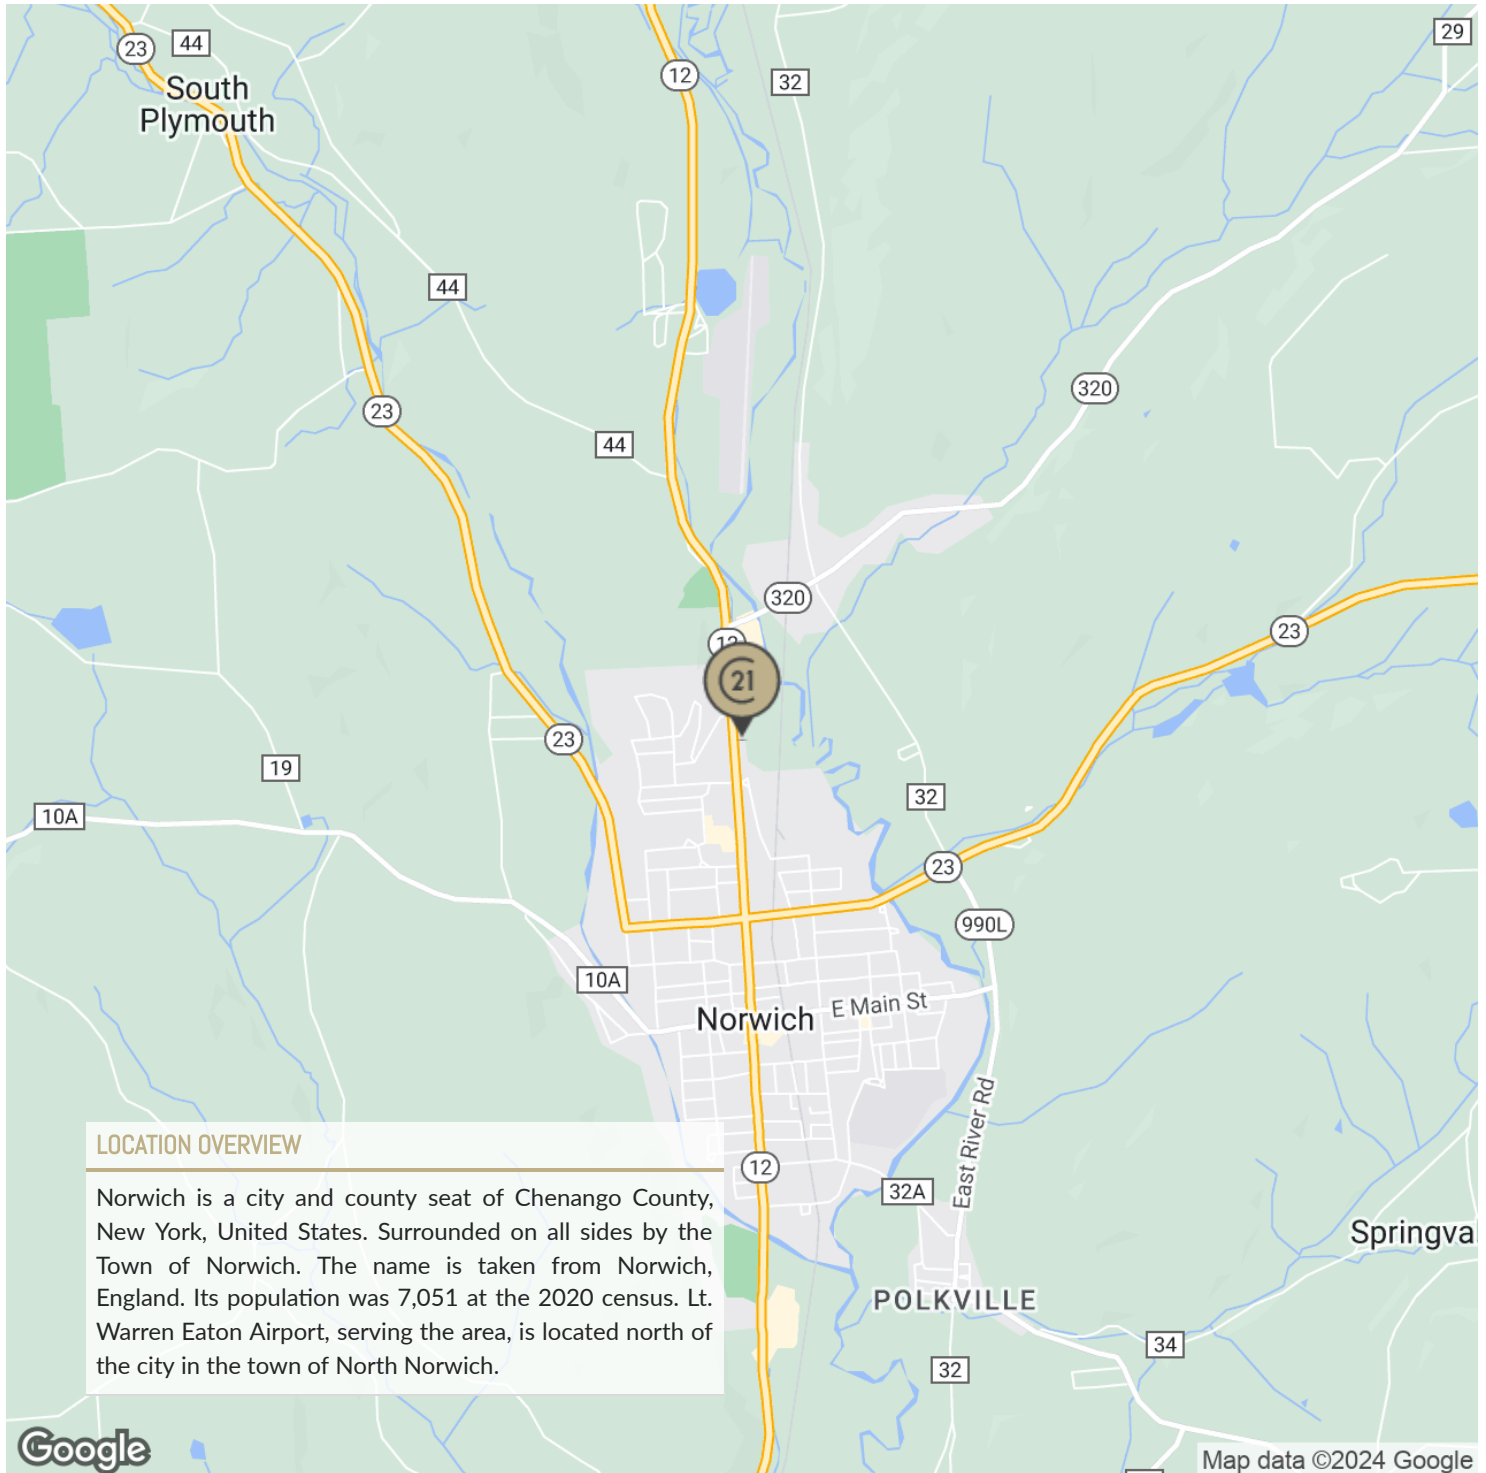 23
44
12
32
29
South
Plymouth
44
320
23
44
320
12
23
21
23
19
10A
32
23
990L
10A
E Main St
Norwich
East River Rd
LOCATION OVERVIEW
12
32A
Norwich is a city and county seat of Chenango County,
New York, United States. Surrounded on all sides by the
Town of Norwich. The name is taken from Norwich,
England. Its population was 7,051 at the 2020 census. Lt.
Warren Eaton Airport, serving the area, is located north of
the city in the town of North Norwich.
Springva
POLKVILLE
34
32
Google
Map data ©2024 Google